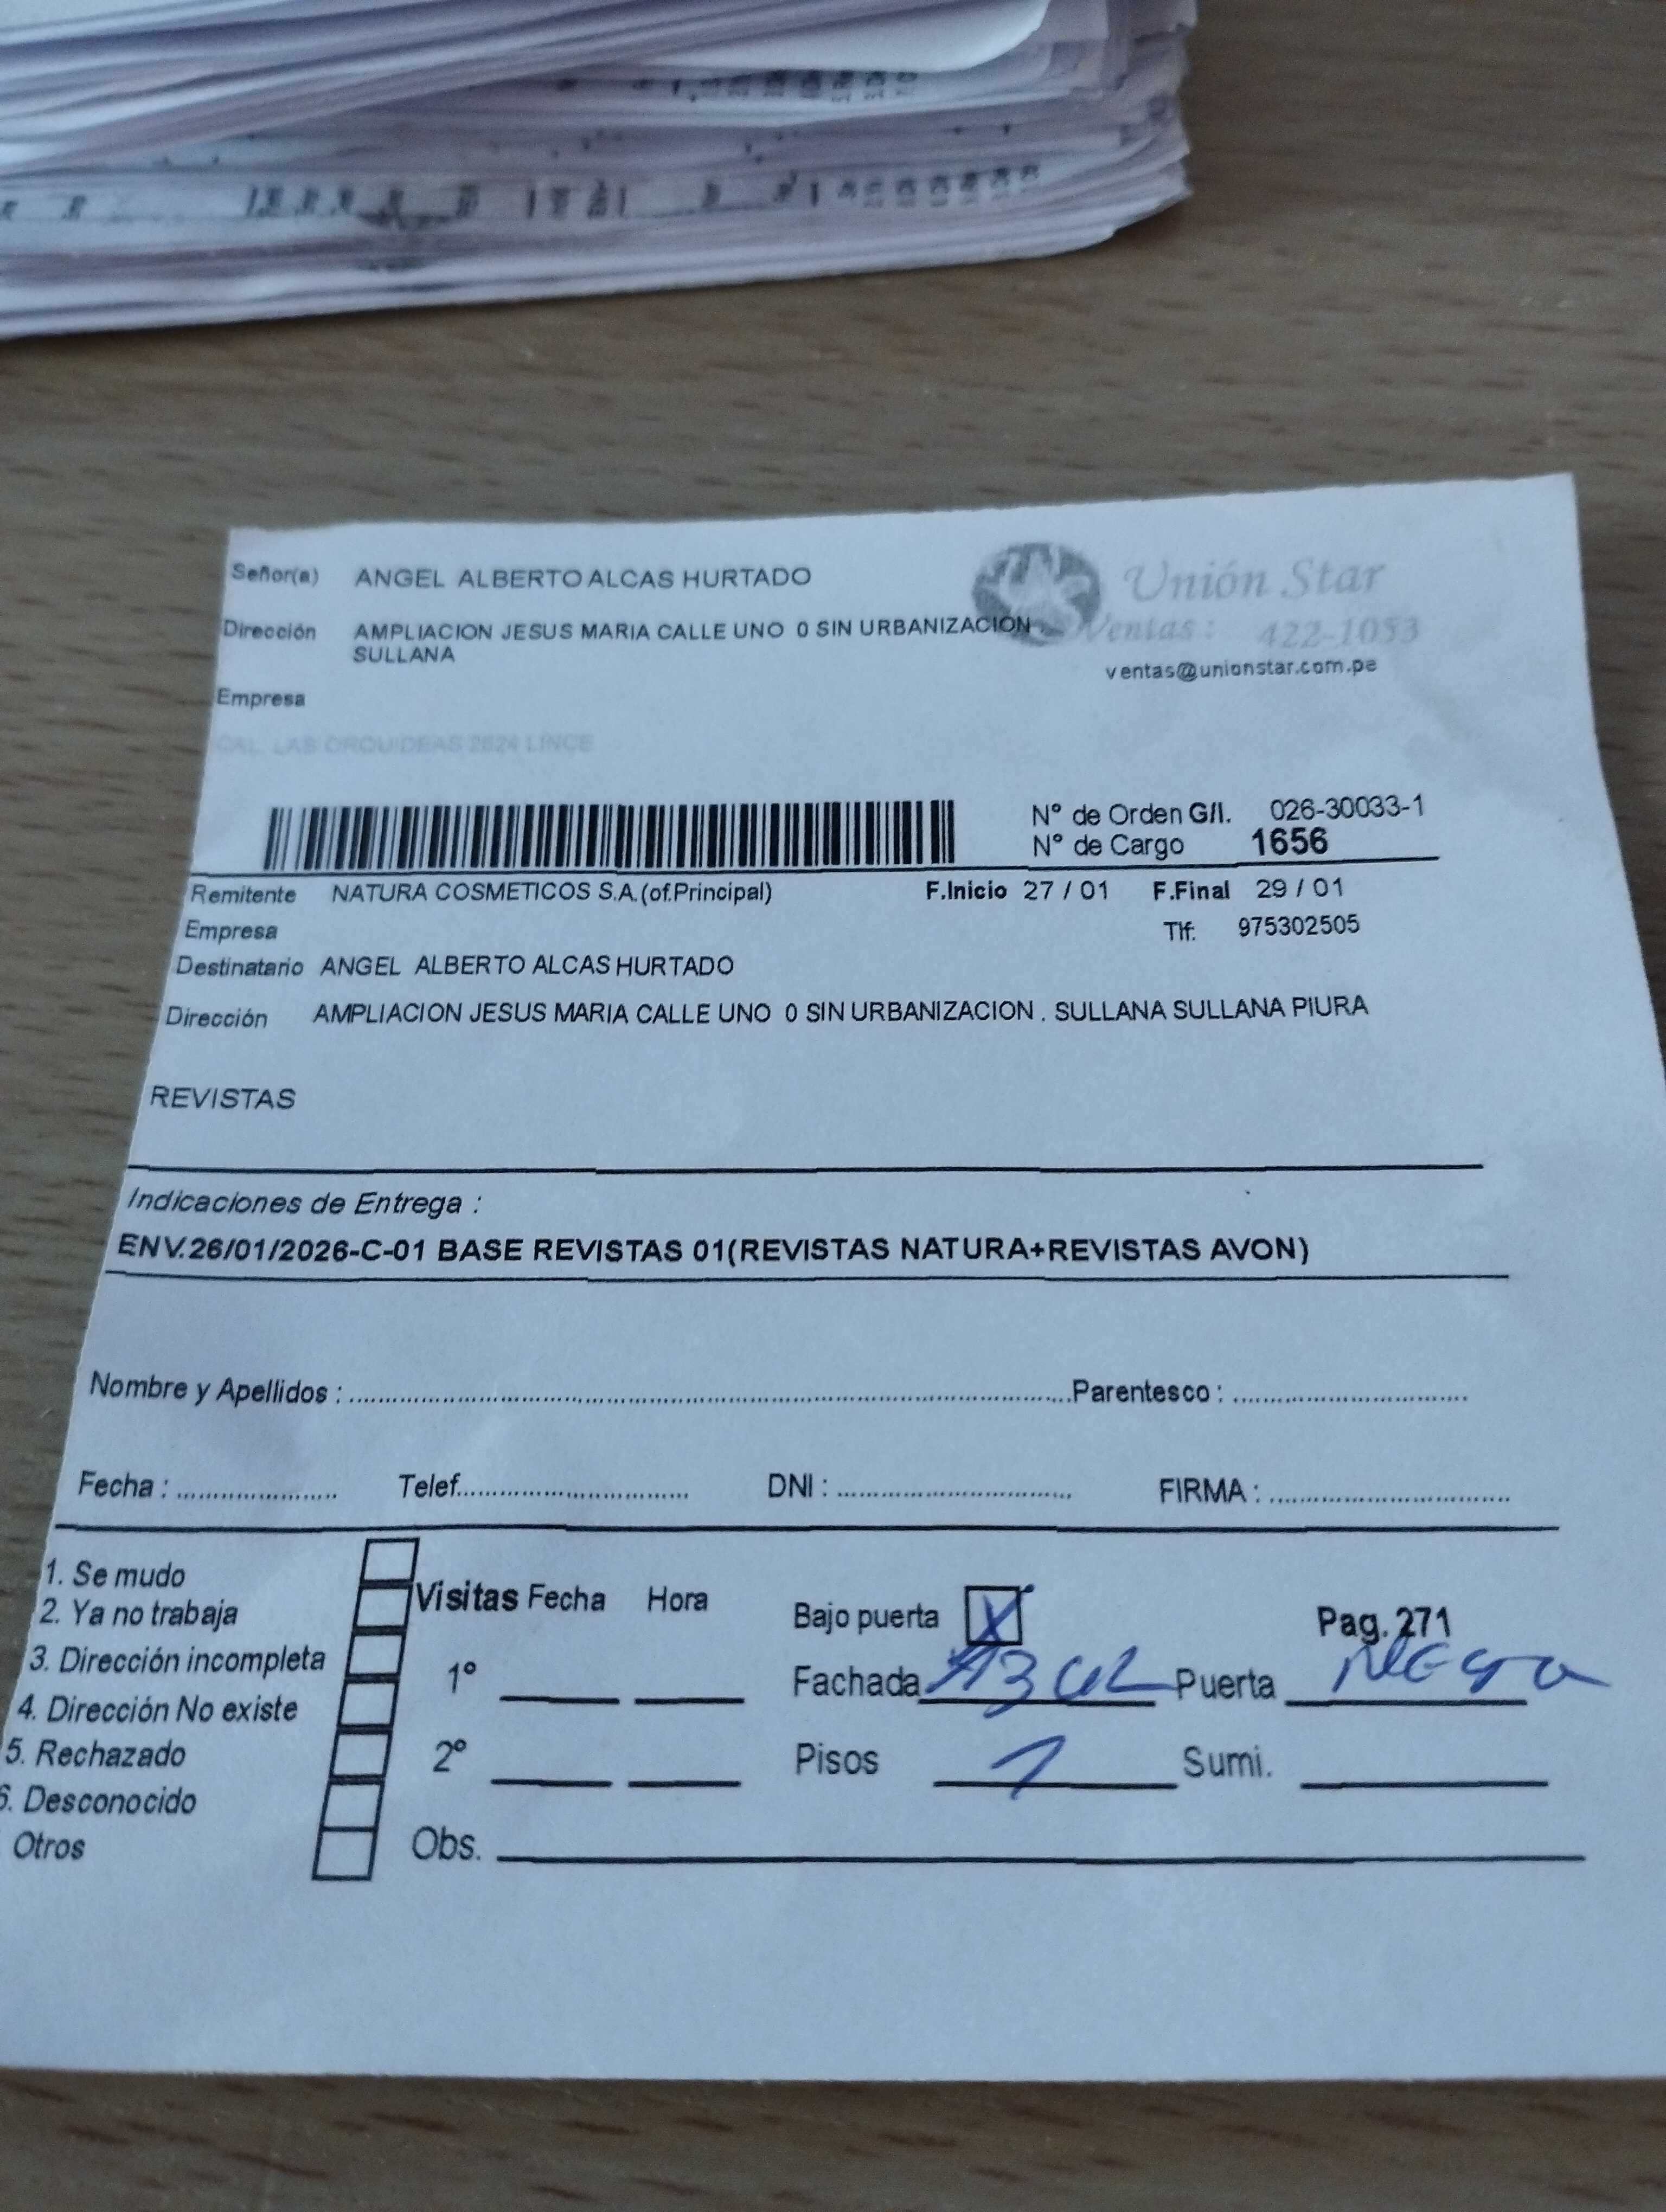 Señor(a) ANGEL ALBERTO ALCAS HURTADO
Unión Star
Dirección AMPLIACION JESUS MARIA CALLE UNO 0 SIN URBANIZACION
SULLANA
Ventas: 422-1053
ventas@unionstar.com.pe
Empresa
CAL. LAS ORQUIDEAS 2624 LINCE
Nº de Orden G/I. 026-30033-1
Nº de Cargo 1656
Remitente NATURA COSMETICOS S.A.(of.Principal) F.Inicio 27 / 01 F.Final 29 / 01
Empresa Tlf: 975302505
Destinatario ANGEL ALBERTO ALCAS HURTADO
Dirección AMPLIACION JESUS MARIA CALLE UNO 0 SIN URBANIZACION . SULLANA SULLANA PIURA
REVISTAS
Indicaciones de Entrega :
ENV.26/01/2026-C-01 BASE REVISTAS 01(REVISTAS NATURA+REVISTAS AVON)
Nombre y Apellidos : Parentesco :
Fecha : Telef. DNI : FIRMA :
1. Se mudo
2. Ya no trabaja
3. Dirección incompleta
4. Dirección No existe
5. Rechazado
6. Desconocido
Otros
Visitas Fecha Hora
1º
2º
Obs.
Bajo puerta X Pag. 271
Fachada AZUL Puerta Negra
Pisos 1 Sumi.